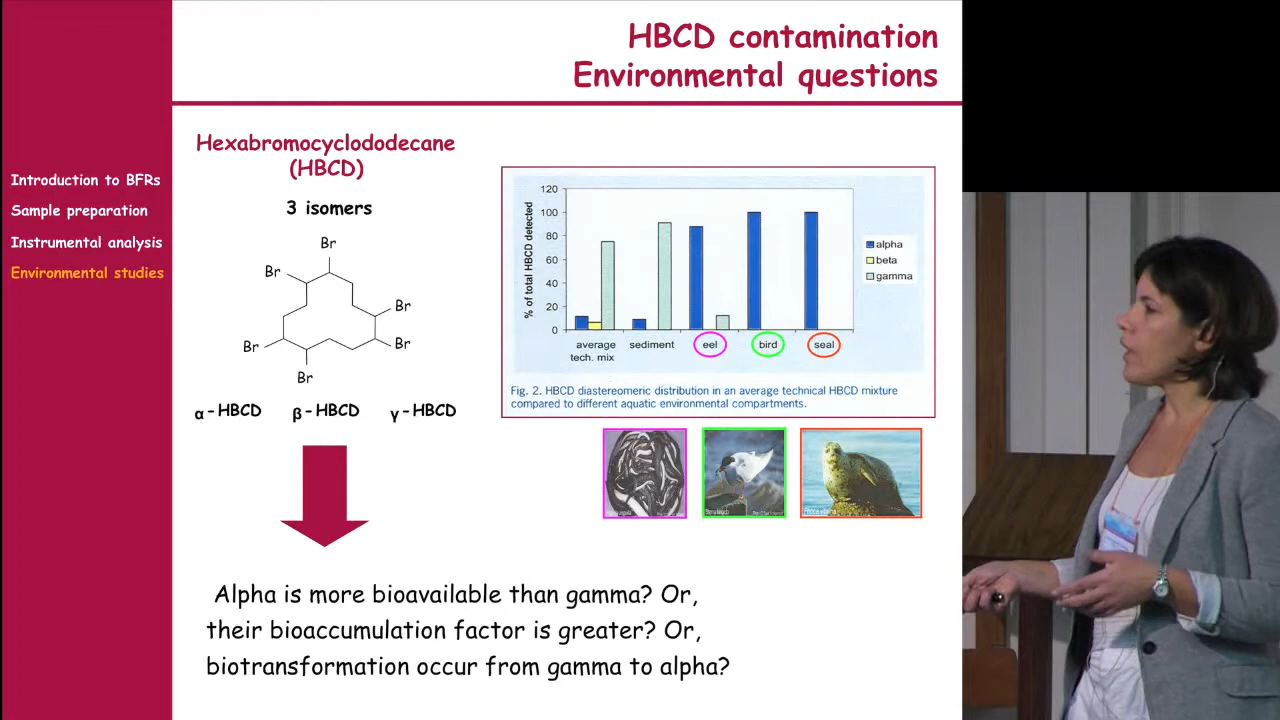 HBCD contamination
Environmental questions
Introduction to BFRs
Sample preparation
Instrumental analysis
Environmental studies
Hexabromocyclododecane
(HBCD)
3 isomers
Br
Br
Br
Br
Br
Br
α-HBCD β-HBCD γ-HBCD
% of total HBCD detected
120
100
80
60
40
20
0
average
tech. mix
sediment
eel
bird
seal
alpha
beta
gamma
Fig. 2. HBCD diastereomeric distribution in an average technical HBCD mixture
compared to different aquatic environmental compartments.
Alpha is more bioavailable than gamma? Or,
their bioaccumulation factor is greater? Or,
biotransformation occur from gamma to alpha?